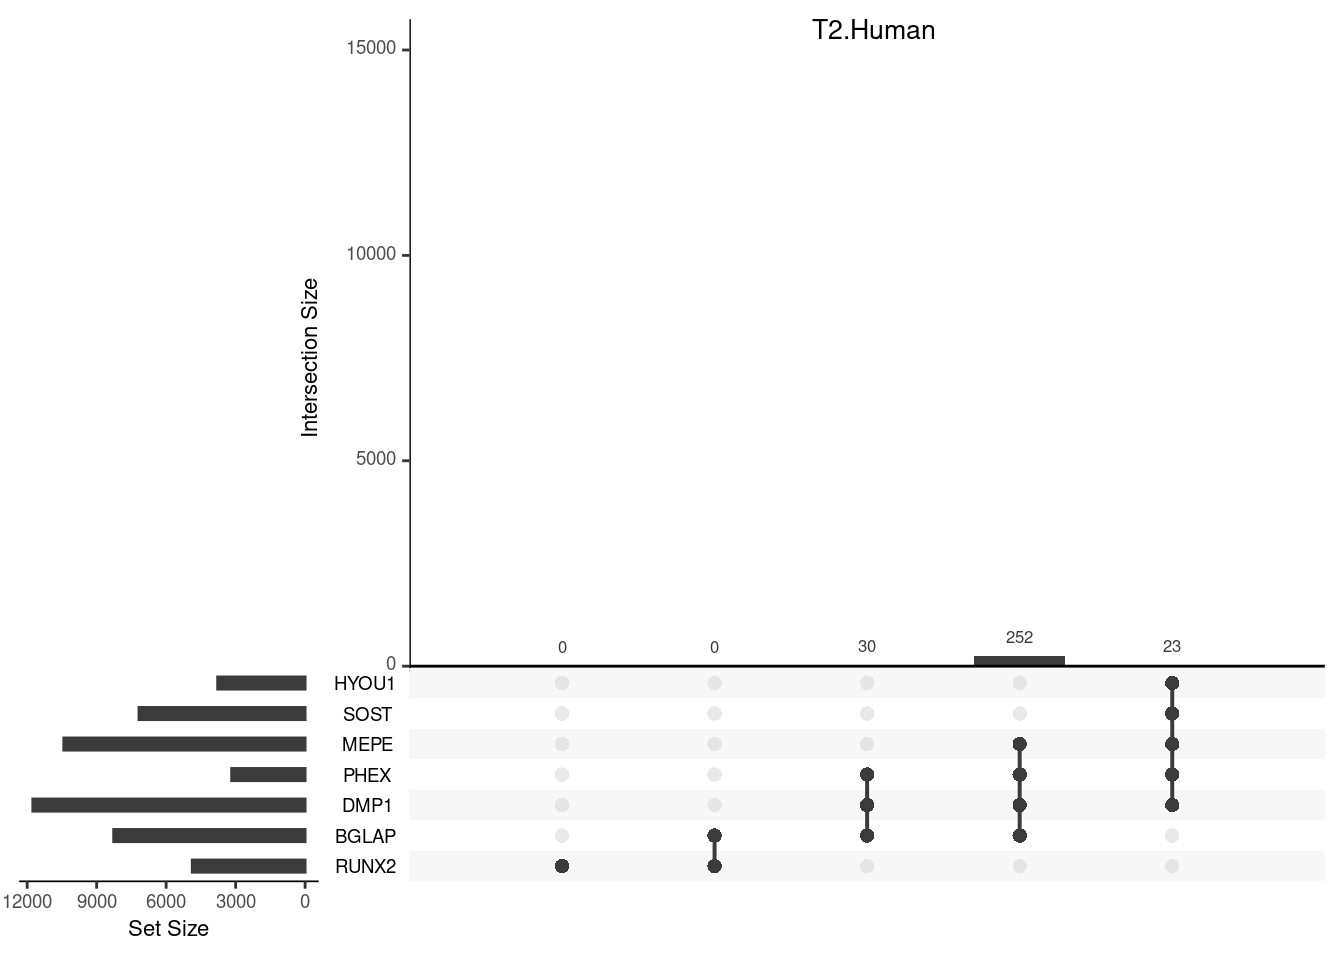 T2.Human
15000
10000
5000
0
Intersection Size
0 0 30 252 23
HYOU1
SOST
MEPE
PHEX
DMP1
BGLAP
RUNX2
12000 9000 6000 3000 0
Set Size